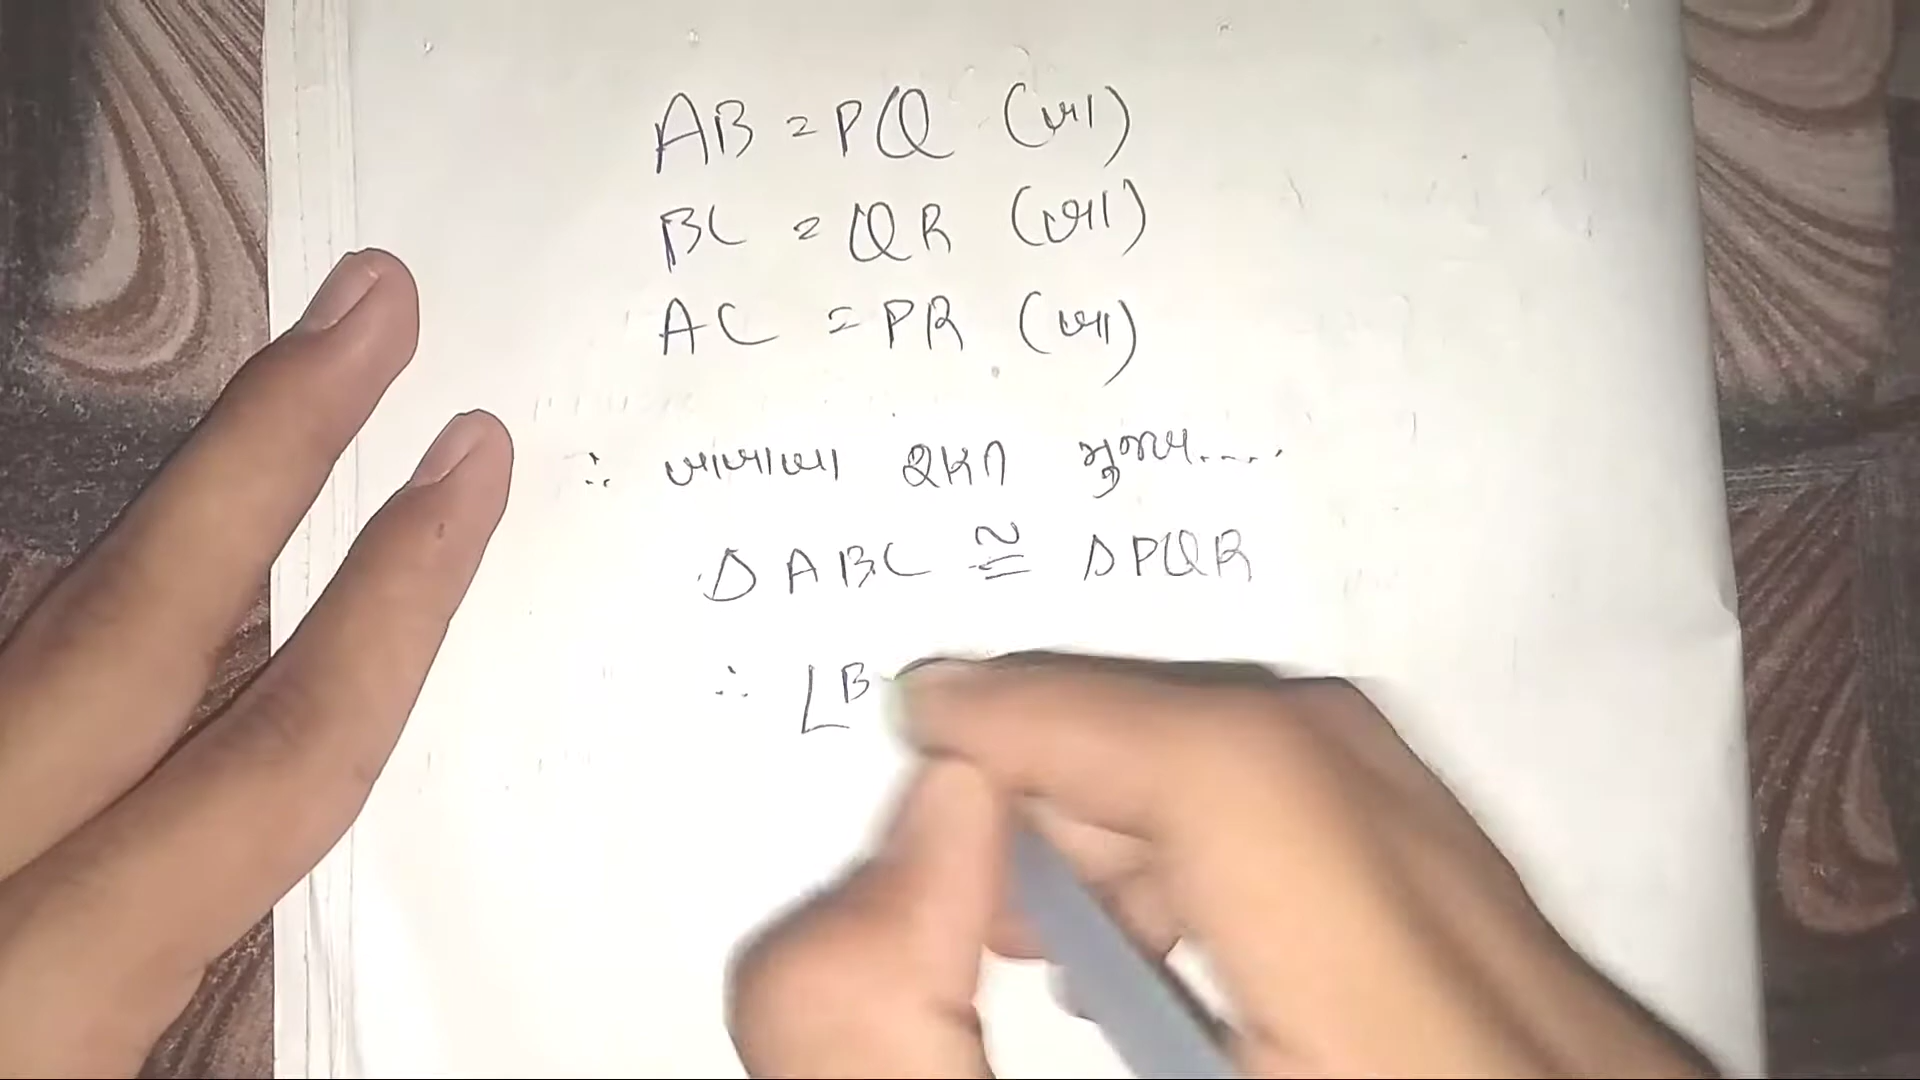 AB = PQ (બા)
BC = QR (બા)
AC = PR (બા)
∴ બાબાબા શરત મુજબ....
Δ ABC ≅ Δ PQR
∴ ∠B